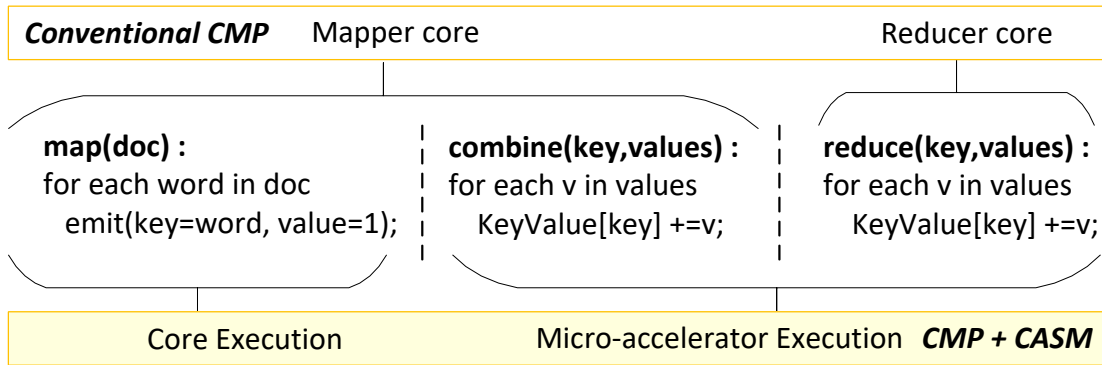 Conventional CMP Mapper core Reducer core
map(doc) :
for each word in doc
emit(key=word, value=1);
combine(key,values) :
for each v in values
KeyValue[key] +=v;
reduce(key,values) :
for each v in values
KeyValue[key] +=v;
Core Execution Micro-accelerator Execution CMP + CASM